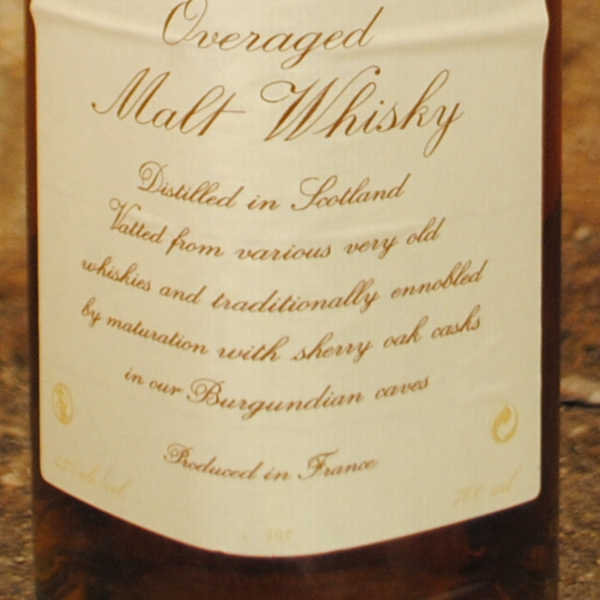 Overaged
Malt Whisky
Distilled in Scotland
Vatted from various very old
whiskies and traditionally ennobled
by maturation with sherry oak casks
in our Burgundian caves
Produced in France